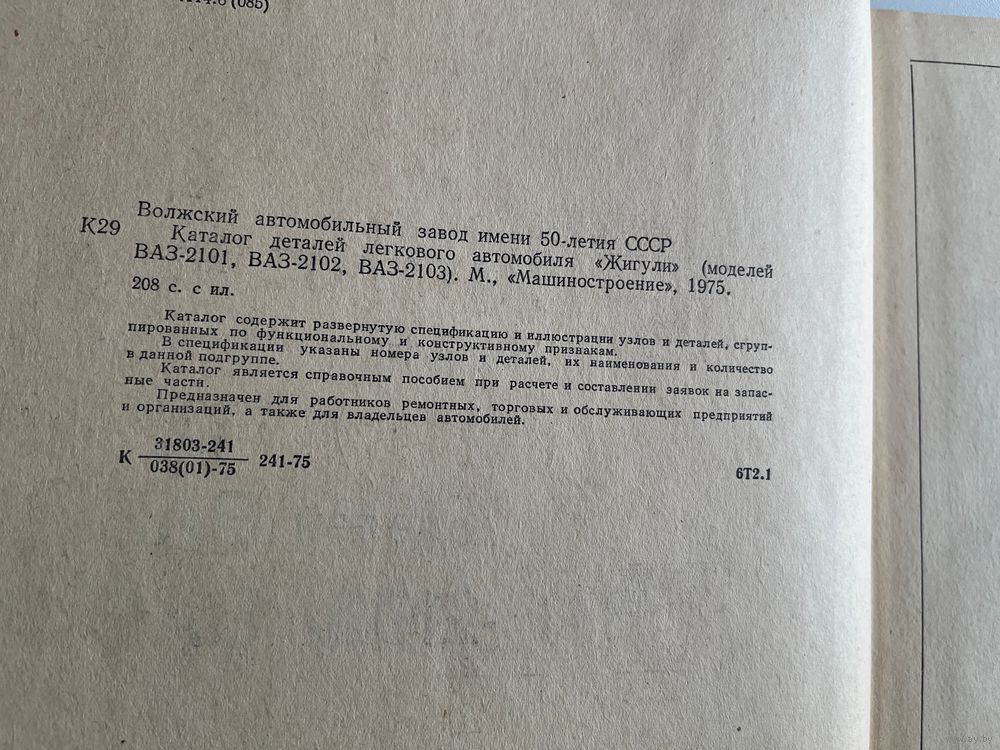 (085)
Волжский автомобильный завод имени 50-летия СССР
К29 Каталог деталей легкового автомобиля «Жигули» (моделей
ВАЗ-2101, ВАЗ-2102, ВАЗ-2103). М., «Машиностроение», 1975.
208 с. с ил.
Каталог содержит развернутую спецификацию и иллюстрации узлов и деталей, сгруп-
пированных по функциональному и конструктивному признакам.
В спецификации указаны номера узлов и деталей, их наименования и количество
в данной подгруппе.
Каталог является справочным пособием при расчете и составлении заявок на запас-
ные части.
Предназначен для работников ремонтных, торговых и обслуживающих предприятий
и организаций, а также для владельцев автомобилей.
31803-241
К 241-75
038(01)-75
6Т2.1